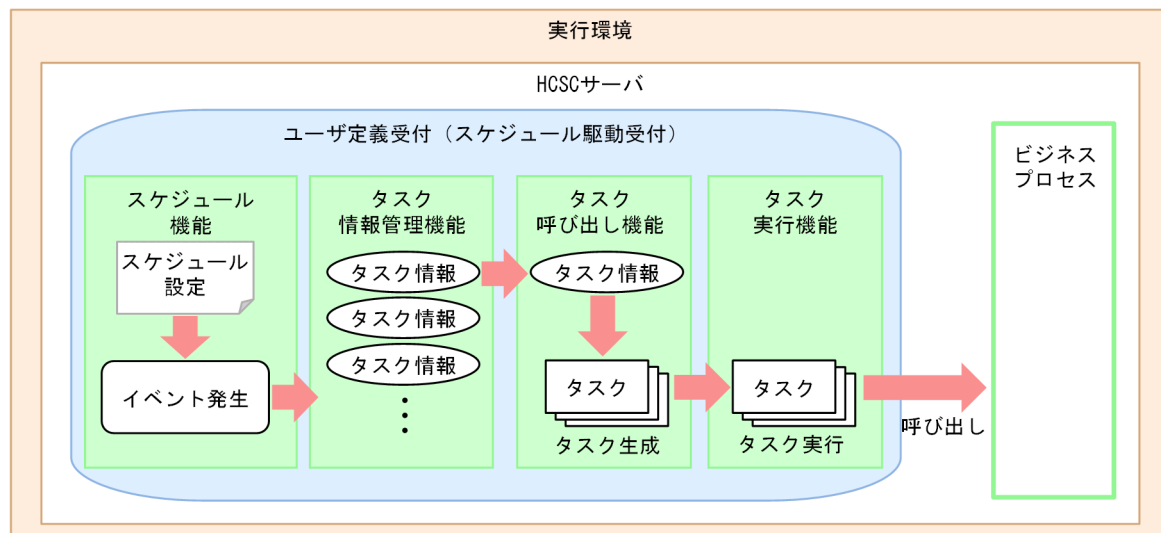 実行環境
HCSCサーバ
ユーザ定義受付（スケジュール駆動受付）
スケジュール
機能
スケジュール
設定
イベント発生
タスク
情報管理機能
タスク情報
タスク情報
タスク情報
タスク
呼び出し機能
タスク情報
タスク
タスク生成
タスク
実行機能
タスク
タスク実行
呼び出し
ビジネス
プロセス